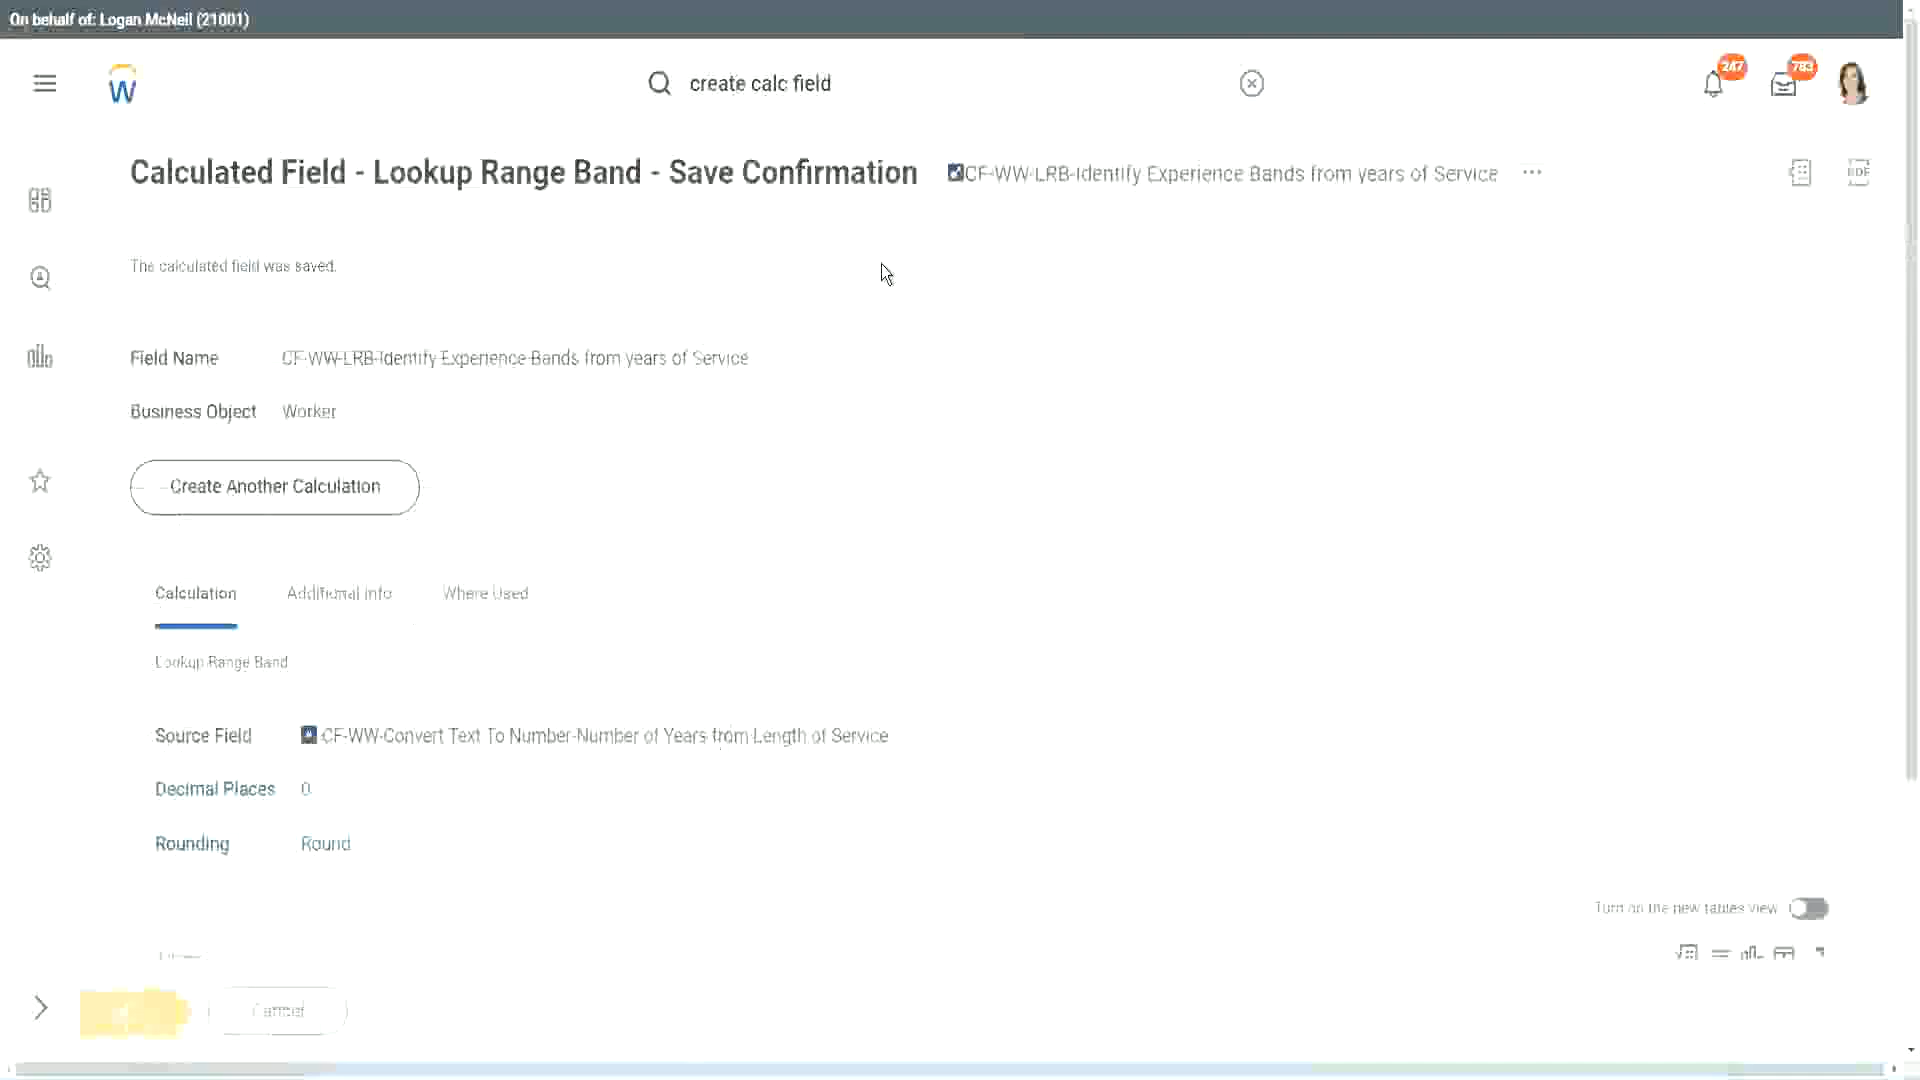 On behalf of: Logan McNeil (21001)
W
create calc field
247
783
Calculated Field - Lookup Range Band - Save Confirmation
CF-WW-LRB-Identify Experience Bands from years of Service
The calculated field was saved.
Field Name CF-WW-LRB-Identify Experience Bands from years of Service
Business Object Worker
Create Another Calculation
Calculation Additional Info Where Used
Lookup Range Band
Source Field CF-WW-Convert Text To Number-Number of Years from Length of Service
Decimal Places 0
Rounding Round
Turn on the new tables view
Cancel